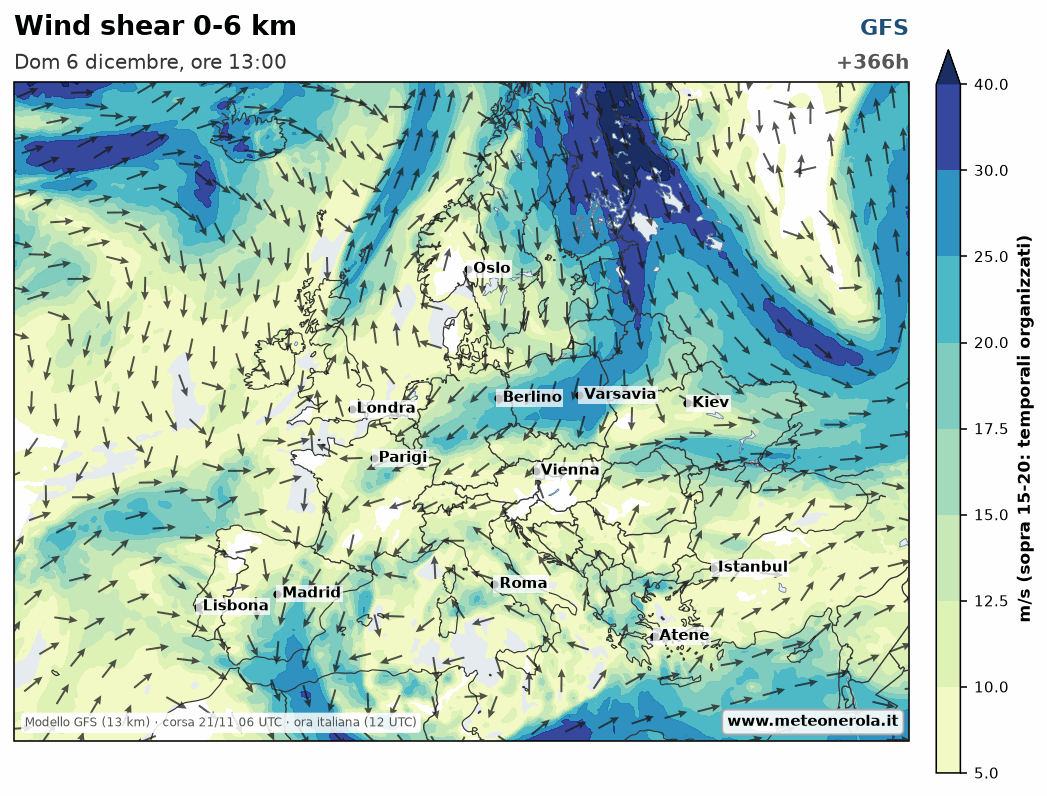 Wind shear 0-6 km
GFS
Dom 6 dicembre, ore 13:00
+366h
40.0
30.0
25.0
20.0
17.5
15.0
12.5
10.0
5.0
m/s (sopra 15-20: temporali organizzati)
Oslo
Berlino
Varsavia
Kiev
Londra
Parigi
Vienna
Istanbul
Roma
Madrid
Lisbona
Atene
Modello GFS (13 km) · corsa 21/11 06 UTC · ora italiana (12 UTC)
www.meteonerola.it